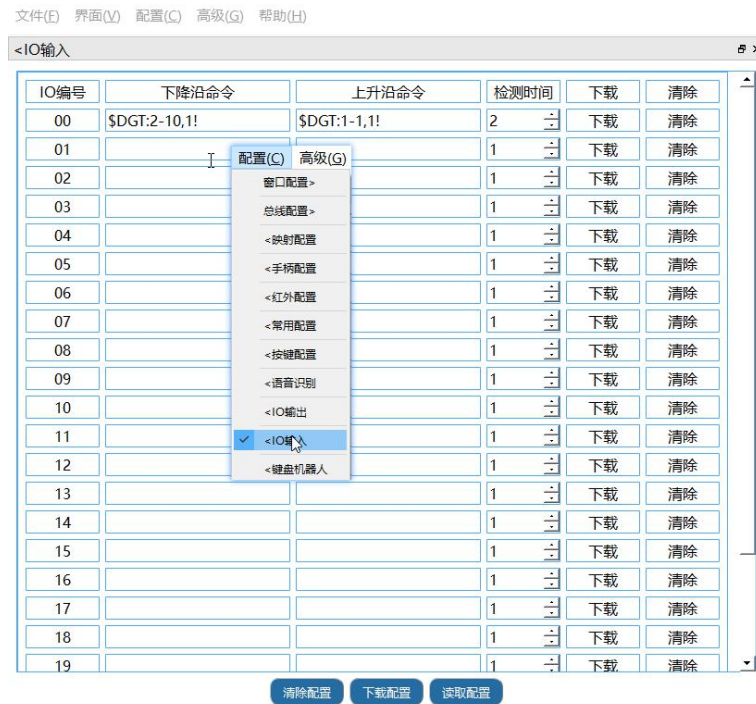 文件(F) 界面(V) 配置(C) 高级(G) 帮助(H)
<IO输入
IO编号 下降沿命令 上升沿命令 检测时间 下载 清除
00 $DGT:2-10,1! $DGT:1-1,1! 2 下载 清除
01 1 下载 清除
配置(C) 高级(G)
02 1 下载 清除
窗口配置>
03 1 下载 清除
总线配置>
04 1 下载 清除
<映射配置
05 1 下载 清除
<手柄配置
06 1 下载 清除
<红外配置
07 1 下载 清除
<常用配置
08 1 下载 清除
<按键配置
09 1 下载 清除
<语音识别
10 1 下载 清除
<IO输出
11 1 下载 清除
<IO输入
12 1 下载 清除
<键盘机器人
13 1 下载 清除
14 1 下载 清除
15 1 下载 清除
16 1 下载 清除
17 1 下载 清除
18 1 下载 清除
19 1 下载 清除
清除配置 下载配置 读取配置